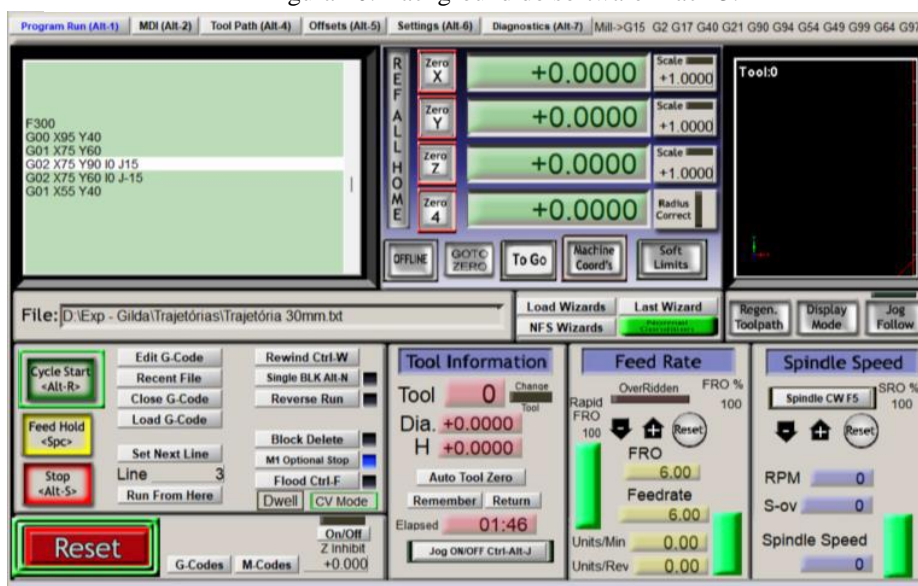 Program Run (Alt-1) MDI (Alt-2) Tool Path (Alt-4) Offsets (Alt-5) Settings (Alt-6) Diagnostics (Alt-7) Mill->G15 G2 G17 G40 G21 G90 G94 G54 G49 G99 G64
F300
G00 X95 Y40
G01 X75 Y60
G02 X75 Y90 I0 J15
G02 X75 Y60 I0 J-15
G01 X55 Y40
REF ALL HOME
Zero X +0.0000 Scale +1.0000
Zero Y +0.0000 Scale +1.0000
Zero Z +0.0000 Scale +1.0000
Zero 4 +0.0000 Radius Correct
OFFLINE GOTO ZERO To Go Machine Coord's Soft Limits
Tool:0
File: D:\Exp - Gilda\Trajetórias\Trajetória 30mm.txt
Load Wizards Last Wizard
NFS Wizards
Regen. Toolpath Display Mode Jog Follow
Cycle Start
<Alt-R>
Feed Hold
<Spc>
Stop
<Alt-S>
Edit G-Code
Recent File
Close G-Code
Load G-Code
Set Next Line
Line 3
Run From Here
Rewind Ctrl-W
Single BLK Alt-N
Reverse Run
Block Delete
M1 Optional Stop
Flood Ctrl-F
Dwell CV Mode
Reset
G-Codes M-Codes
On/Off
Z Inhibit
+0.000
Tool Information
Tool 0 Change Tool
Dia. +0.0000
H +0.0000
Auto Tool Zero
Remember Return
Elapsed 01:46
Jog ON/OFF Ctrl-Alt-J
Feed Rate
OverRidden FRO %
100
Rapid FRO
100
Reset
FRO
6.00
Feedrate
6.00
Units/Min 0.00
Units/Rev 0.00
Spindle Speed
Spindle CW F5 SRO %
100
Reset
RPM 0
S-ov 0
Spindle Speed
0